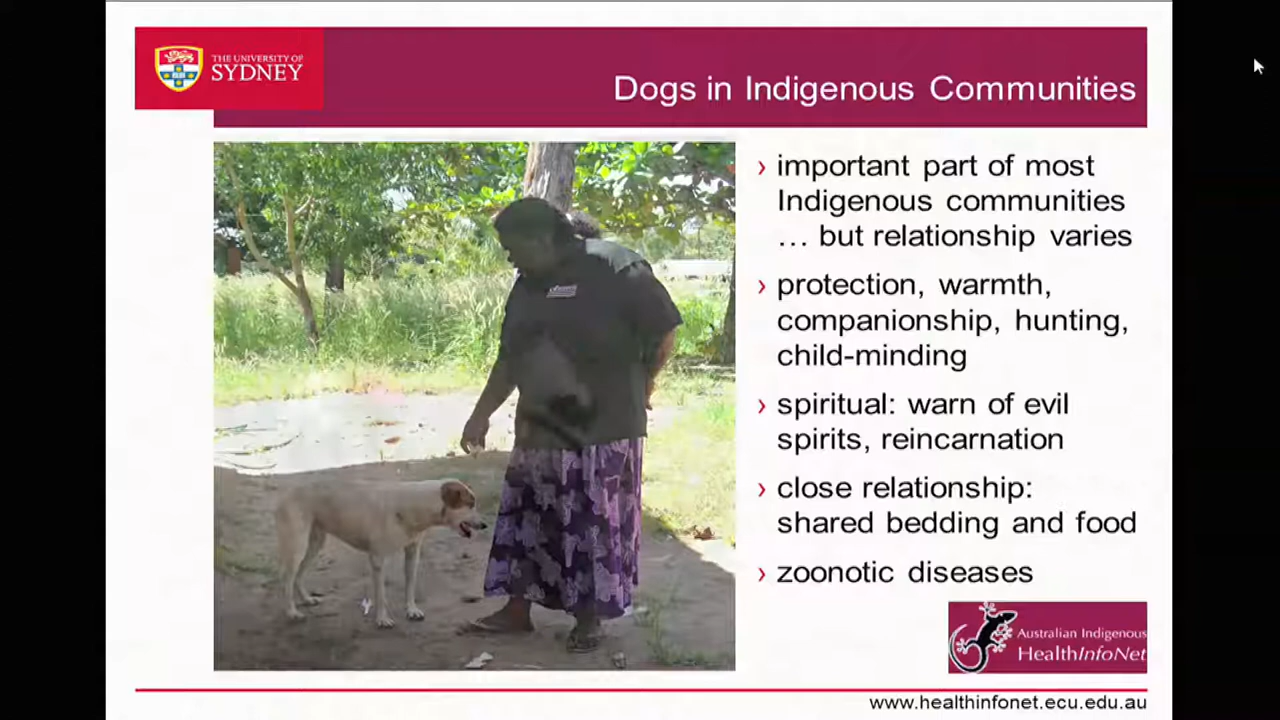 THE UNIVERSITY OF
SYDNEY
Dogs in Indigenous Communities
› important part of most
Indigenous communities
… but relationship varies
› protection, warmth,
companionship, hunting,
child-minding
› spiritual: warn of evil
spirits, reincarnation
› close relationship:
shared bedding and food
› zoonotic diseases
Australian Indigenous
HealthInfoNet
www.healthinfonet.ecu.edu.au